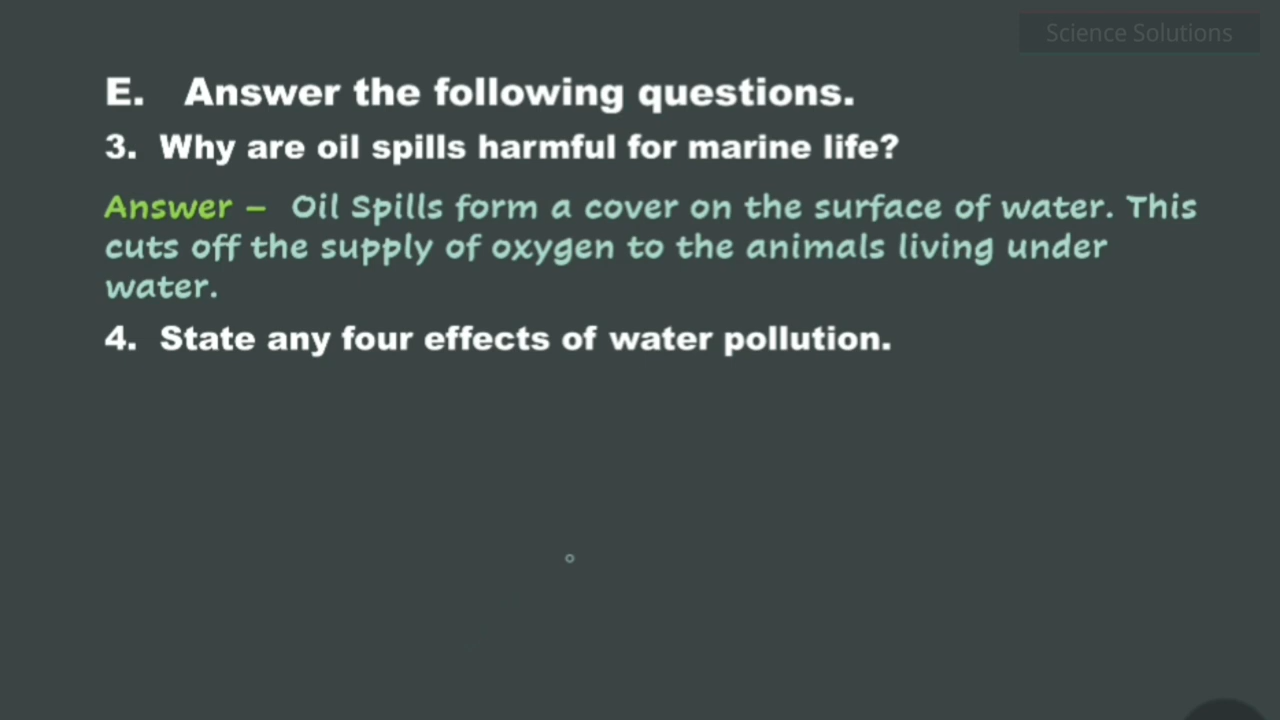 Science Solutions
E. Answer the following questions.
3. Why are oil spills harmful for marine life?
Answer – Oil Spills form a cover on the surface of water. This
cuts off the supply of oxygen to the animals living under
water.
4. State any four effects of water pollution.